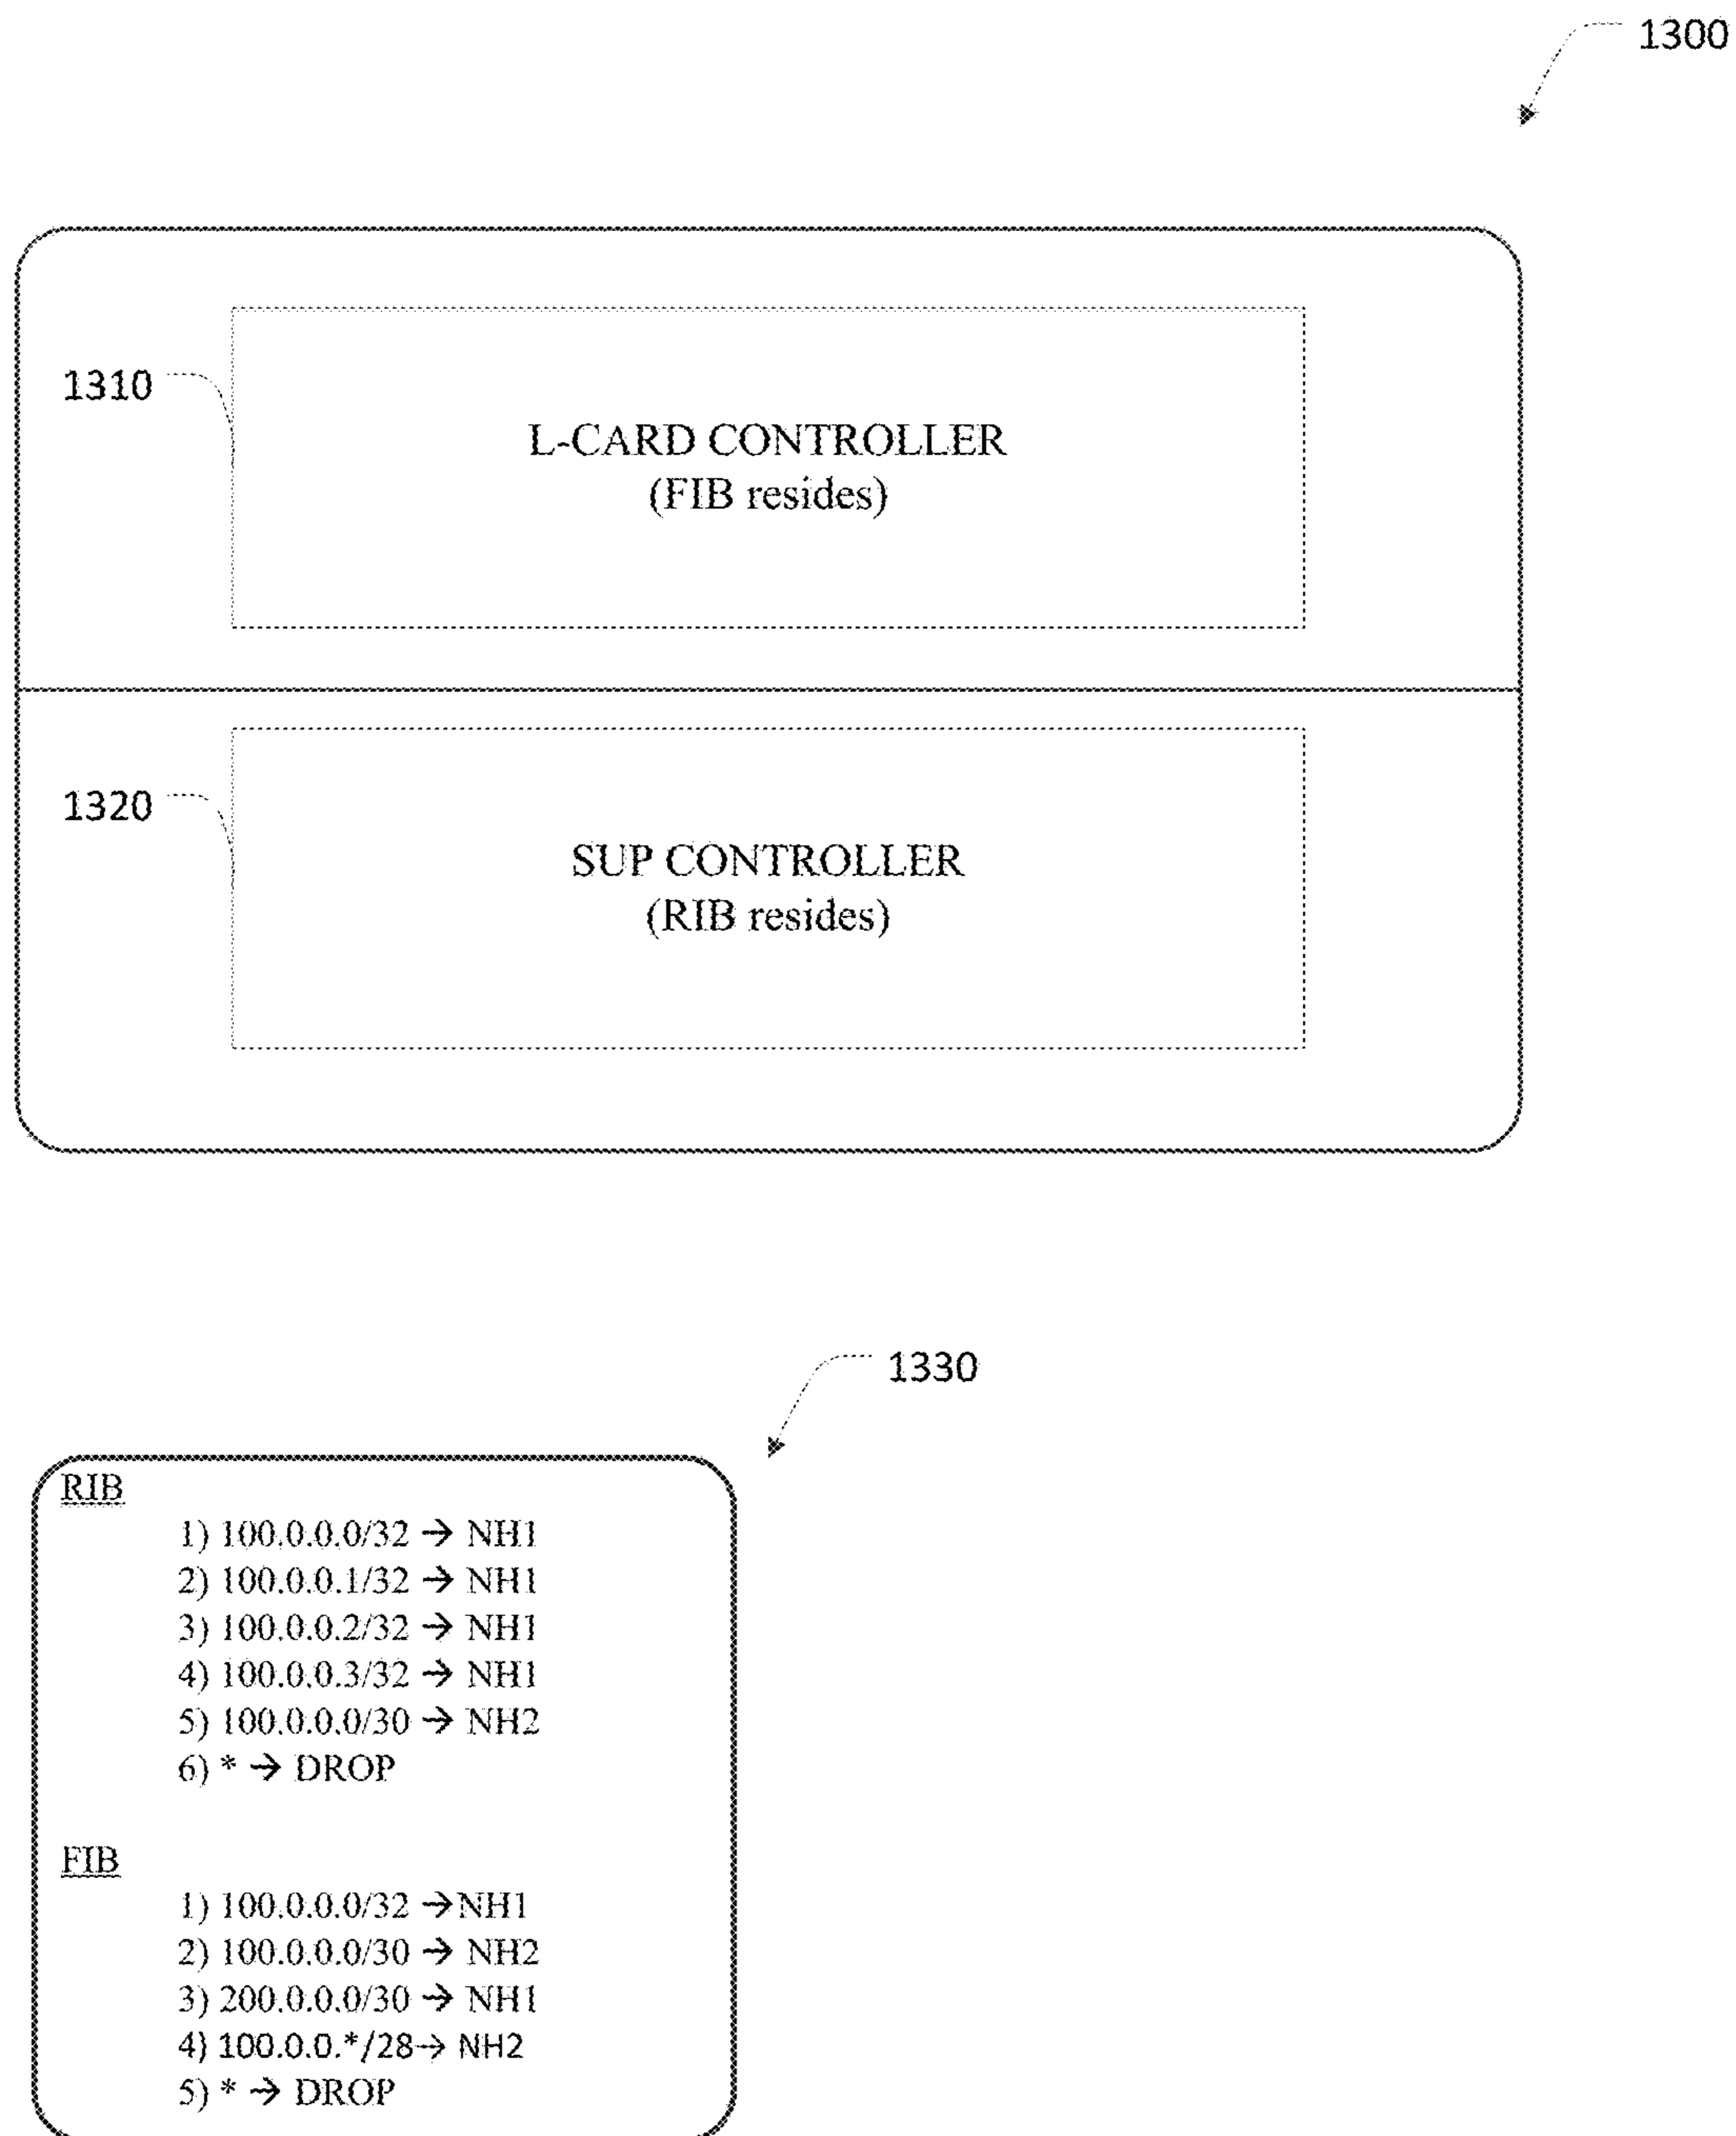 1300
1310
L-CARD CONTROLLER
(FIB resides)
1320
SUP CONTROLLER
(RIB resides)
1330
RIB
1) 100.0.0.0/32 → NH1
2) 100.0.0.1/32 → NH1
3) 100.0.0.2/32 → NH1
4) 100.0.0.3/32 → NH1
5) 100.0.0.0/30 → NH2
6) * → DROP
FIB
1) 100.0.0.0/32 →NH1
2) 100.0.0.0/30 → NH2
3) 200.0.0.0/30 → NH1
4) 100.0.0.*/28→ NH2
5) * → DROP